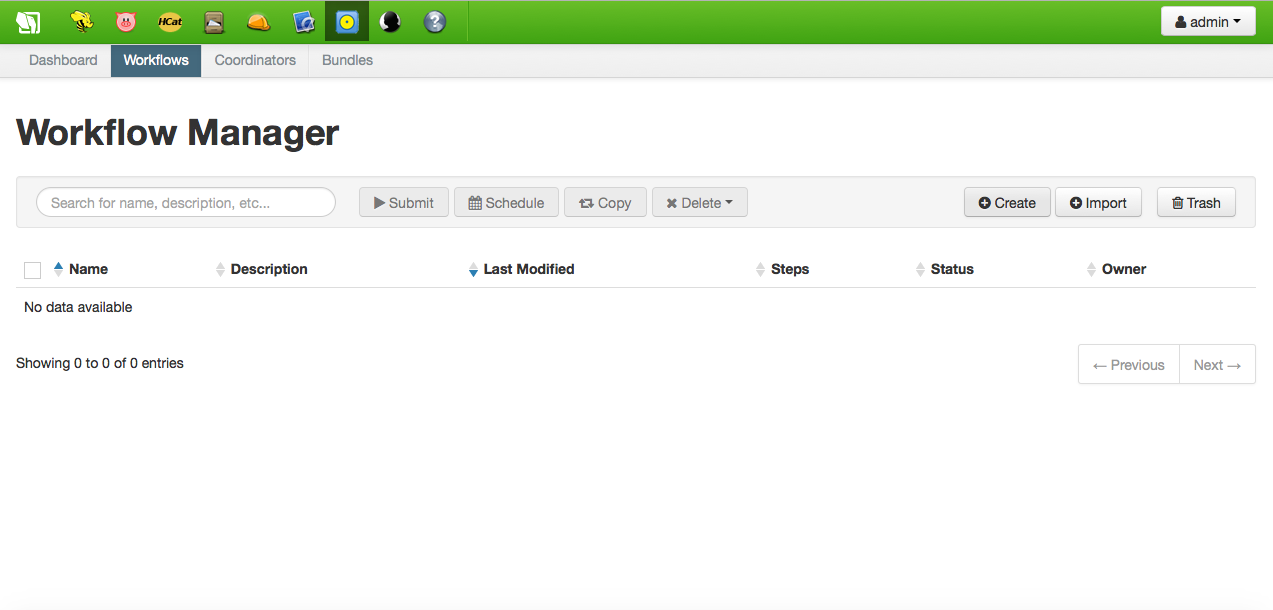 HCat
admin
Dashboard Workflows Coordinators Bundles
Workflow Manager
Search for name, description, etc... Submit Schedule Copy Delete Create Import Trash
Name Description Last Modified Steps Status Owner
No data available
Showing 0 to 0 of 0 entries
← Previous Next →